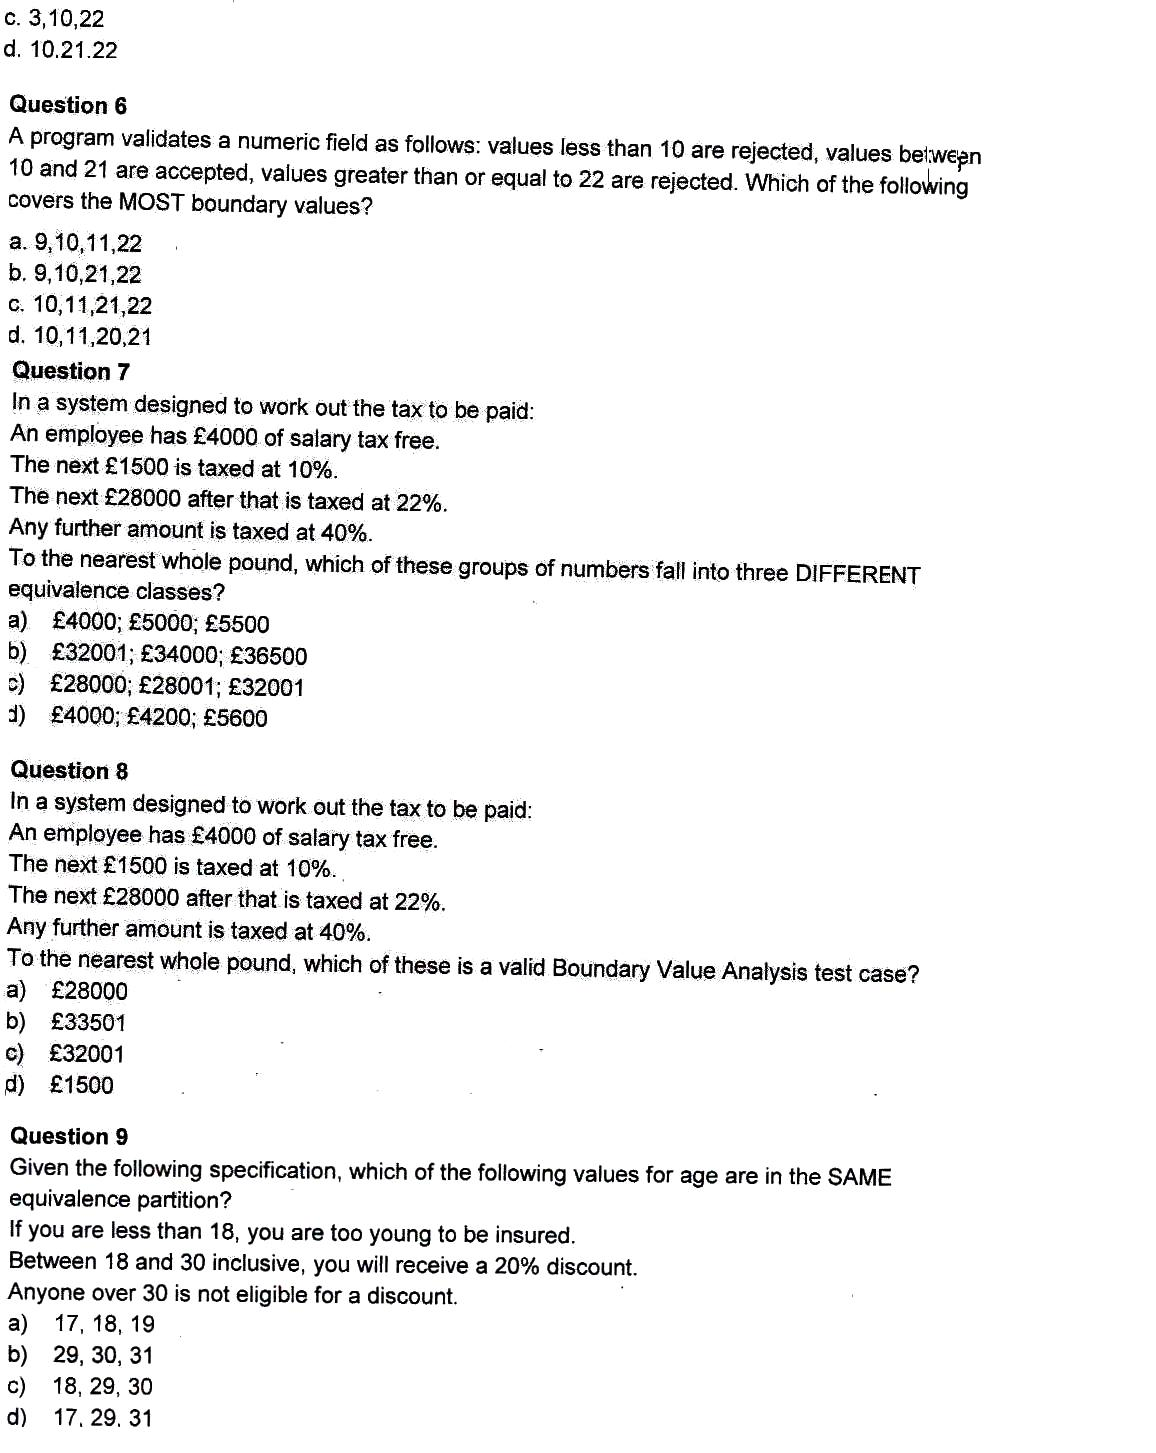 c. 3,10,22
d. 10.21.22
Question 6
A program validates a numeric field as follows: values less than 10 are rejected, values between
10 and 21 are accepted, values greater than or equal to 22 are rejected. Which of the following
covers the MOST boundary values?
a. 9,10,11,22
b. 9,10,21,22
c. 10,11,21,22
d. 10,11,20,21
Question 7
In a system designed to work out the tax to be paid:
An employee has £4000 of salary tax free.
The next £1500 is taxed at 10%.
The next £28000 after that is taxed at 22%.
Any further amount is taxed at 40%.
To the nearest whole pound, which of these groups of numbers fall into three DIFFERENT
equivalence classes?
a) £4000; £5000; £5500
b) £32001; £34000; £36500
c) £28000; £28001; £32001
d) £4000; £4200; £5600
Question 8
In a system designed to work out the tax to be paid:
An employee has £4000 of salary tax free.
The next £1500 is taxed at 10%.
The next £28000 after that is taxed at 22%.
Any further amount is taxed at 40%.
To the nearest whole pound, which of these is a valid Boundary Value Analysis test case?
a) £28000
b) £33501
c) £32001
d) £1500
Question 9
Given the following specification, which of the following values for age are in the SAME
equivalence partition?
If you are less than 18, you are too young to be insured.
Between 18 and 30 inclusive, you will receive a 20% discount.
Anyone over 30 is not eligible for a discount.
a) 17, 18, 19
b) 29, 30, 31
c) 18, 29, 30
d) 17. 29. 31